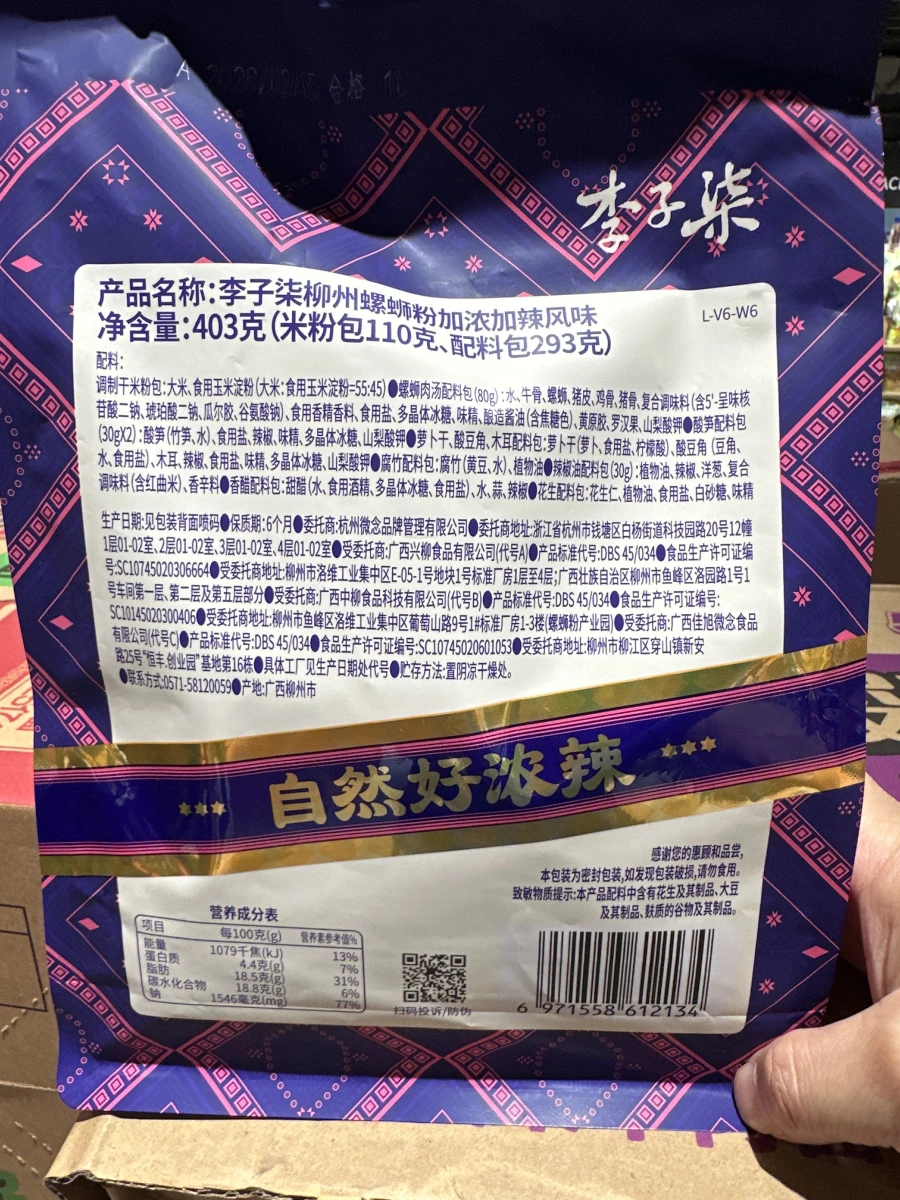 A
合格
李子柒
产品名称:李子柒柳州螺蛳粉加浓加辣风味
净含量:403克(米粉包110克、配料包293克)
L-V6-W6
配料:
调制干米粉包:大米、食用玉米淀粉(大米:食用玉米淀粉=55:45)●螺蛳肉汤配料包(80g):水、牛骨、螺蛳、猪皮、鸡骨、猪骨、复合调味料(含5'-呈味核
苷酸二钠、琥珀酸二钠、瓜尔胶、谷氨酸钠)、食用香精香料、食用盐、多晶体冰糖、味精、酿造酱油(含焦糖色)、黄原胶、罗汉果、山梨酸钾●酸笋配料包
(30gX2):酸笋(竹笋、水)、食用盐、辣椒、味精、多晶体冰糖、山梨酸钾●萝卜干、酸豆角、木耳配料包:萝卜干(萝卜、食用盐、柠檬酸)、酸豆角(豆角、
水、食用盐)、木耳、辣椒、食用盐、味精、多晶体冰糖、山梨酸钾●腐竹配料包:腐竹(黄豆、水)、植物油●辣椒油配料包(30g):植物油、辣椒、洋葱、复合
调味料(含红曲米)、香辛料●香醋配料包:甜醋(水、食用酒精、多晶体冰糖、食用盐)、水、蒜、辣椒●花生配料包:花生仁、植物油、食用盐、白砂糖、味精
生产日期:见包装背面喷码●保质期:6个月●委托商:杭州微念品牌管理有限公司●委托商地址:浙江省杭州市钱塘区白杨街道科技园路20号12幢
1层01-02室、2层01-02室、3层01-02室、4层01-02室●受委托商:广西兴柳食品有限公司(代号A)●产品标准代号:DBS 45/034●食品生产许可证编
号:SC10745020306664●受委托商地址:柳州市洛维工业集中区E-05-1号地块1号标准厂房1层至4层;广西壮族自治区柳州市鱼峰区洛园路1号1
号车间第一层、第二层及第五层部分●受委托商:广西中柳食品科技有限公司(代号B)●产品标准代号:DBS 45/034●食品生产许可证编号:
SC10145020300406●受委托商地址:柳州市鱼峰区洛维工业集中区葡萄山路9号1#标准厂房1-3楼(螺蛳粉产业园)●受委托商:广西佳旭微念食品
有限公司(代号C)●产品标准代号:DBS 45/034●食品生产许可证编号:SC10745020601053●受委托商地址:柳州市柳江区穿山镇新安
路25号“恒丰.创业园”基地第16栋●具体工厂见生产日期处代号●贮存方法:置阴凉干燥处。
●联系方式:0571-58120059●产地:广西柳州市
自然好浓辣
感谢您的惠顾和品尝,
本包装为密封包装,如发现包装破损,请勿食用。
致敏物质提示:本产品配料中含有花生及其制品、大豆
及其制品、麸质的谷物及其制品。
营养成分表
项目 每100克(g) 营养素参考值%
能量 1079千焦(kJ) 13%
蛋白质 4.4克(g) 7%
脂肪 18.5克(g) 31%
碳水化合物 18.8克(g) 6%
钠 1546毫克(mg) 77%
扫码投诉/防伪
6 971558 612134